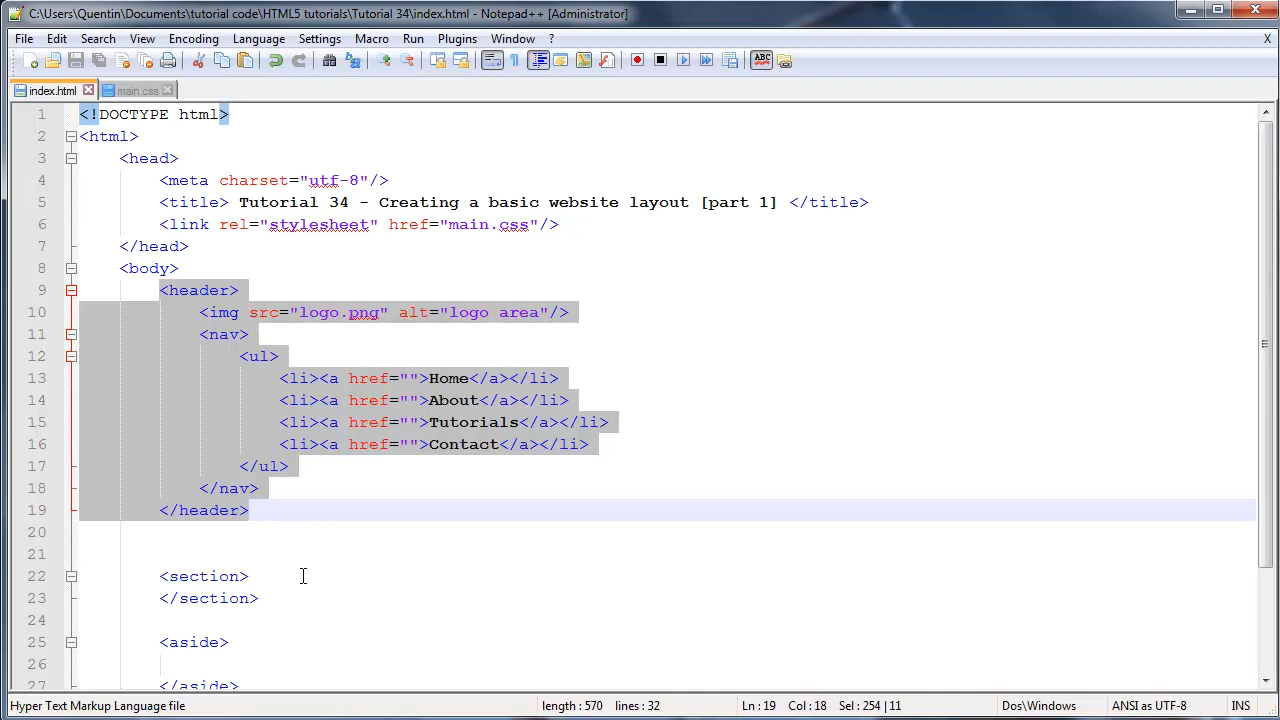 C:\Users\Quentin\Documents\tutorial code\HTML5 tutorials\Tutorial 34\index.html - Notepad++ [Administrator]
File Edit Search View Encoding Language Settings Macro Run Plugins Window ? X
ABC
index.html main.css
1 <!DOCTYPE html>
2 <html>
3 <head>
4 <meta charset="utf-8"/>
5 <title> Tutorial 34 - Creating a basic website layout [part 1] </title>
6 <link rel="stylesheet" href="main.css"/>
7 </head>
8 <body>
9 <header>
10 <img src="logo.png" alt="logo area"/>
11 <nav>
12 <ul>
13 <li><a href="">Home</a></li>
14 <li><a href="">About</a></li>
15 <li><a href="">Tutorials</a></li>
16 <li><a href="">Contact</a></li>
17 </ul>
18 </nav>
19 </header>
20
21
22 <section>
23 </section>
24
25 <aside>
26
27 </aside>
Hyper Text Markup Language file length : 570 lines : 32 Ln : 19 Col : 18 Sel : 254 | 11 Dos\Windows ANSI as UTF-8 INS